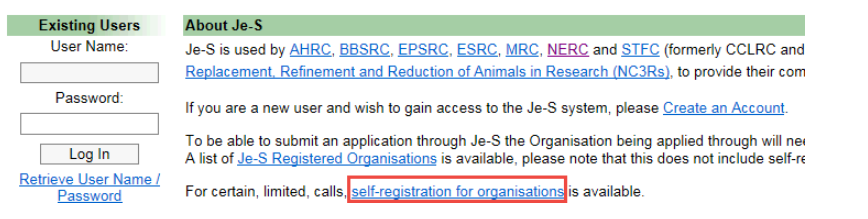 Existing Users
User Name:
Password:
Log In
Retrieve User Name /
Password
About Je-S
Je-S is used by AHRC, BBSRC, EPSRC, ESRC, MRC, NERC and STFC (formerly CCLRC and
Replacement, Refinement and Reduction of Animals in Research (NC3Rs), to provide their com
If you are a new user and wish to gain access to the Je-S system, please Create an Account.
To be able to submit an application through Je-S the Organisation being applied through will nee
A list of Je-S Registered Organisations is available, please note that this does not include self-re
For certain, limited, calls, self-registration for organisations is available.